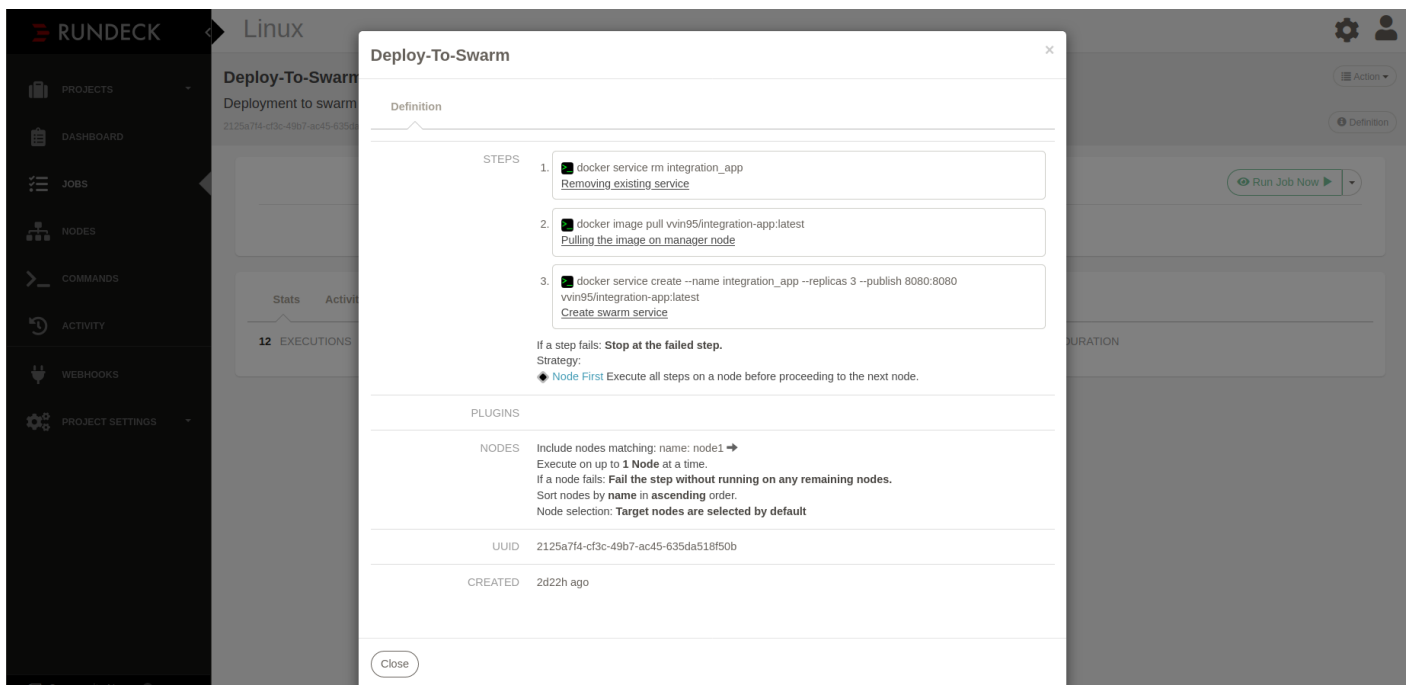 RUNDECK
Linux
PROJECTS
DASHBOARD
JOBS
NODES
COMMANDS
ACTIVITY
WEBHOOKS
PROJECT SETTINGS
Deploy-To-Swarm
Deployment to swarm
Action
Definition
Run Job Now
Stats Activit
12 EXECUTIONS
URATION
Deploy-To-Swarm
×
Definition
STEPS
1. docker service rm integration_app
Removing existing service
2. docker image pull vvin95/integration-app:latest
Pulling the image on manager node
3. docker service create --name integration_app --replicas 3 --publish 8080:8080
vvin95/integration-app:latest
Create swarm service
If a step fails: Stop at the failed step.
Strategy:
Node First Execute all steps on a node before proceeding to the next node.
PLUGINS
NODES Include nodes matching: name: node1
Execute on up to 1 Node at a time.
If a node fails: Fail the step without running on any remaining nodes.
Sort nodes by name in ascending order.
Node selection: Target nodes are selected by default
UUID 2125a7f4-cf3c-49b7-ac45-635da518f50b
CREATED 2d22h ago
Close